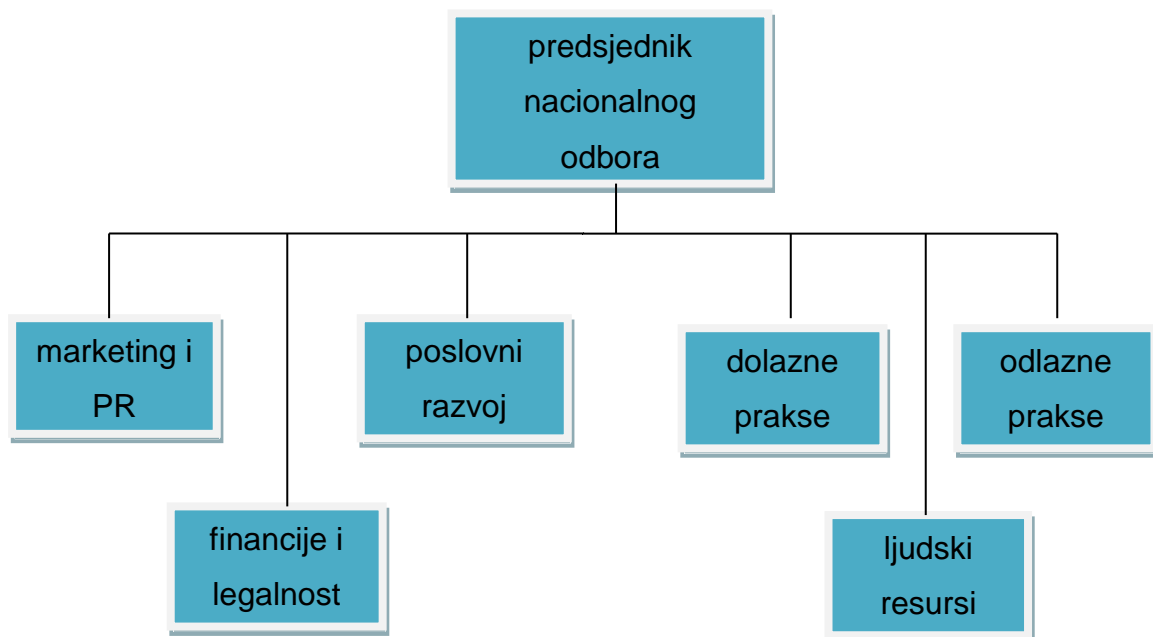 predsjednik
nacionalnog
odbora
marketing i
PR
poslovni
razvoj
dolazne
prakse
odlazne
prakse
financije i
legalnost
ljudski
resursi